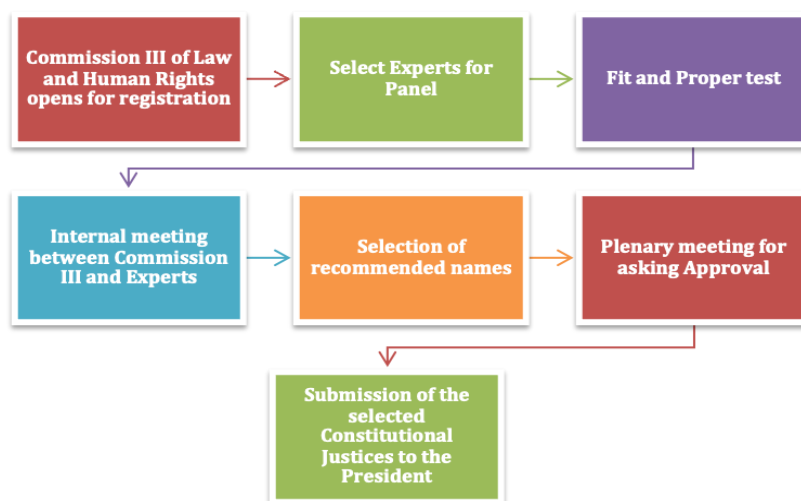 Commission III of Law
and Human Rights
opens for registration
Select Experts for
Panel
Fit and Proper test
Internal meeting
between Commission
III and Experts
Selection of
recommended names
Plenary meeting for
asking Approval
Submission of the
selected
Constitutional
Justices to the
President